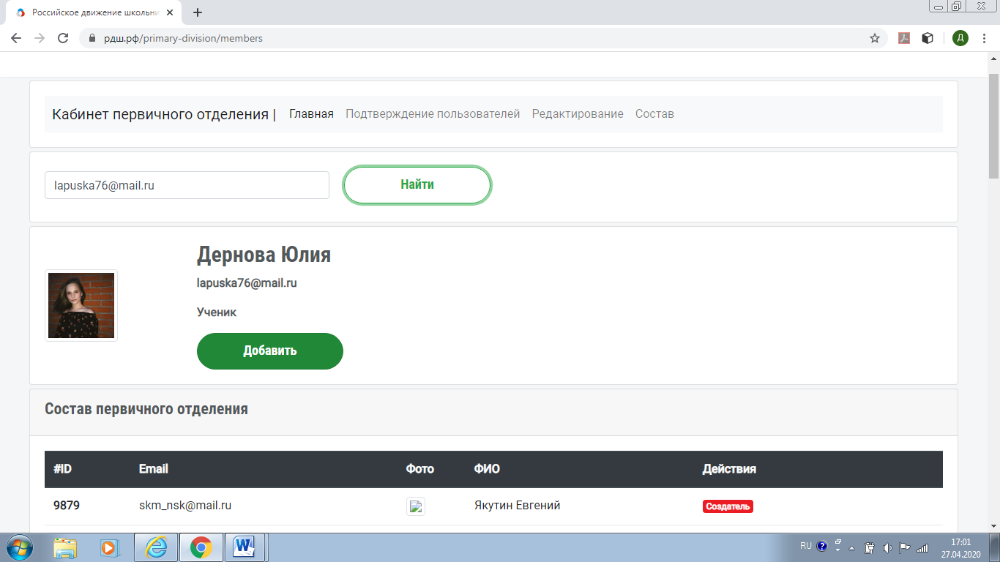 Российское движение школьни
рдш.рф/primary-division/members
Д
Кабинет первичного отделения | Главная Подтверждение пользователей Редактирование Состав
lapuska76@mail.ru Найти
Дернова Юлия
lapuska76@mail.ru
Ученик
Добавить
Состав первичного отделения
#ID Email Фото ФИО Действия
9879 skm_nsk@mail.ru Якутин Евгений Создатель
RU 17:01
27.04.2020